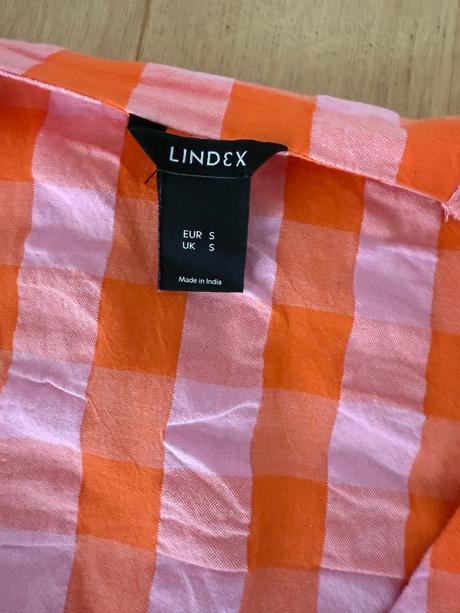 LINDEX
EUR S
UK S
Made in India